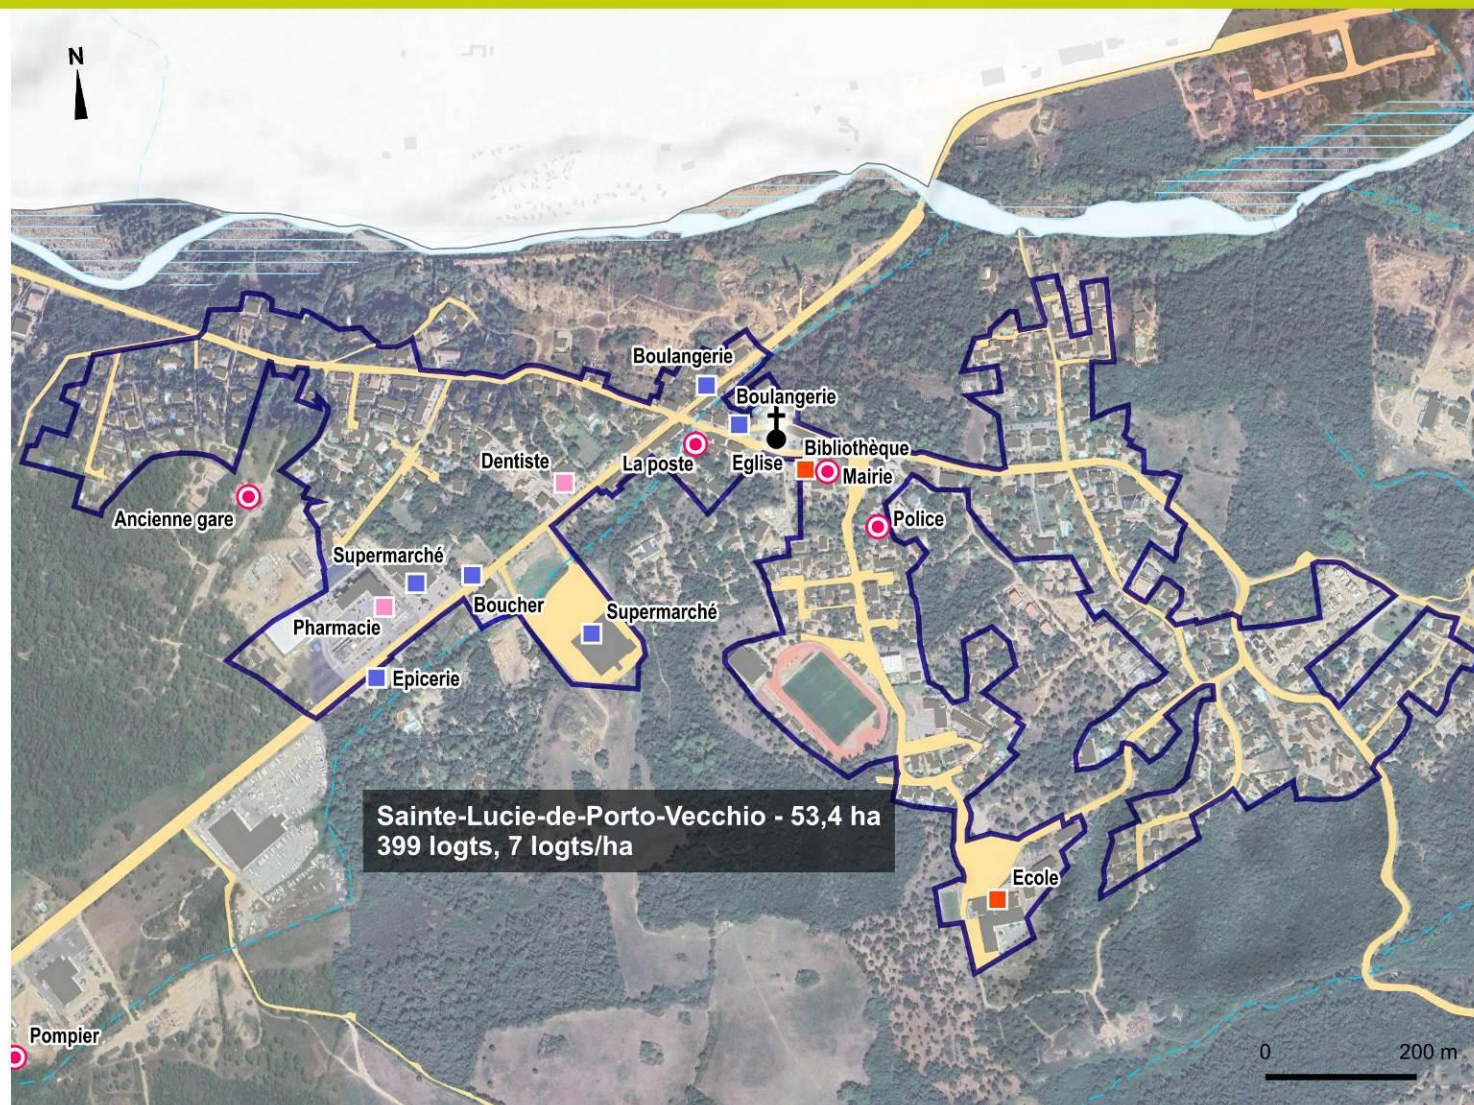 N
Boulangerie
Boulangerie
Bibliothèque
Dentiste
La poste
Eglise
Mairie
Ancienne gare
Police
Supermarché
Boucher
Supermarché
Pharmacie
Epicerie
Sainte-Lucie-de-Porto-Vecchio - 53,4 ha
399 logts, 7 logts/ha
Ecole
Pompier
0
200 m